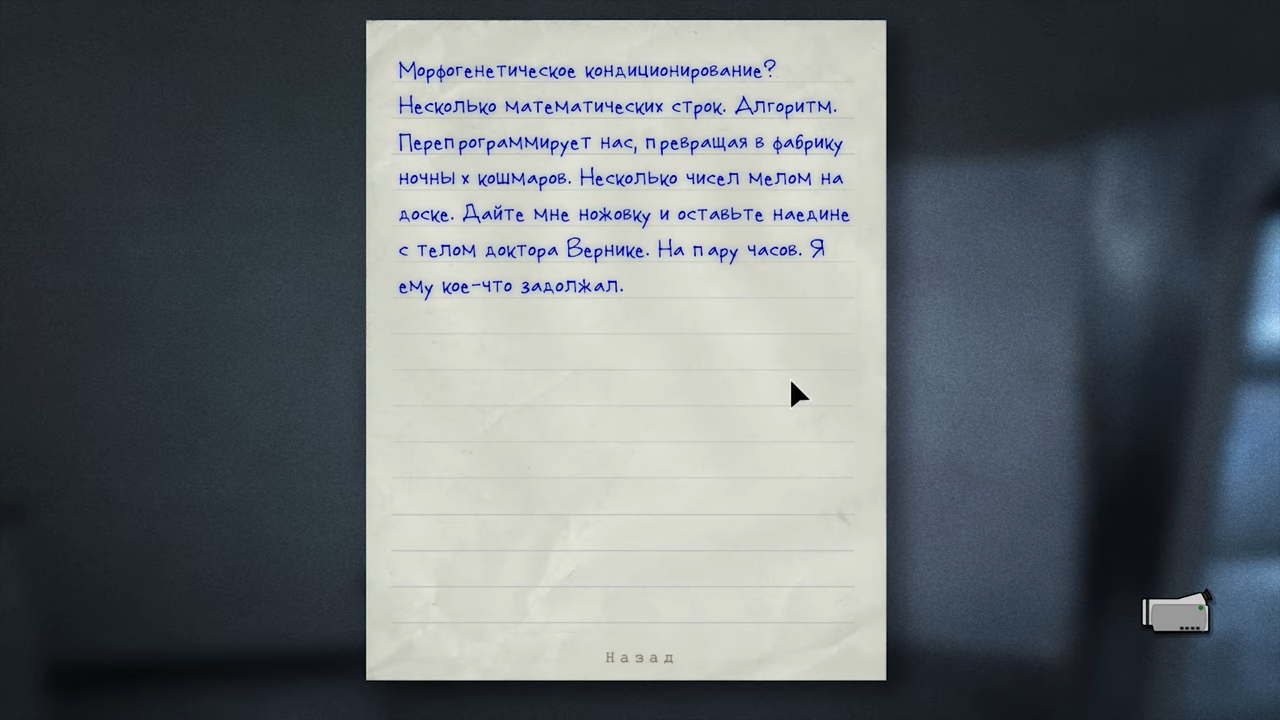 Морфогенетическое кондиционирование?
Несколько математических строк. Алгоритм.
Перепрограммирует нас, превращая в фабрику
ночных кошмаров. Несколько чисел мелом на
доске. Дайте мне ножовку и оставьте наедине
с телом доктора Вернике. На пару часов. Я
ему кое-что задолжал.
Назад